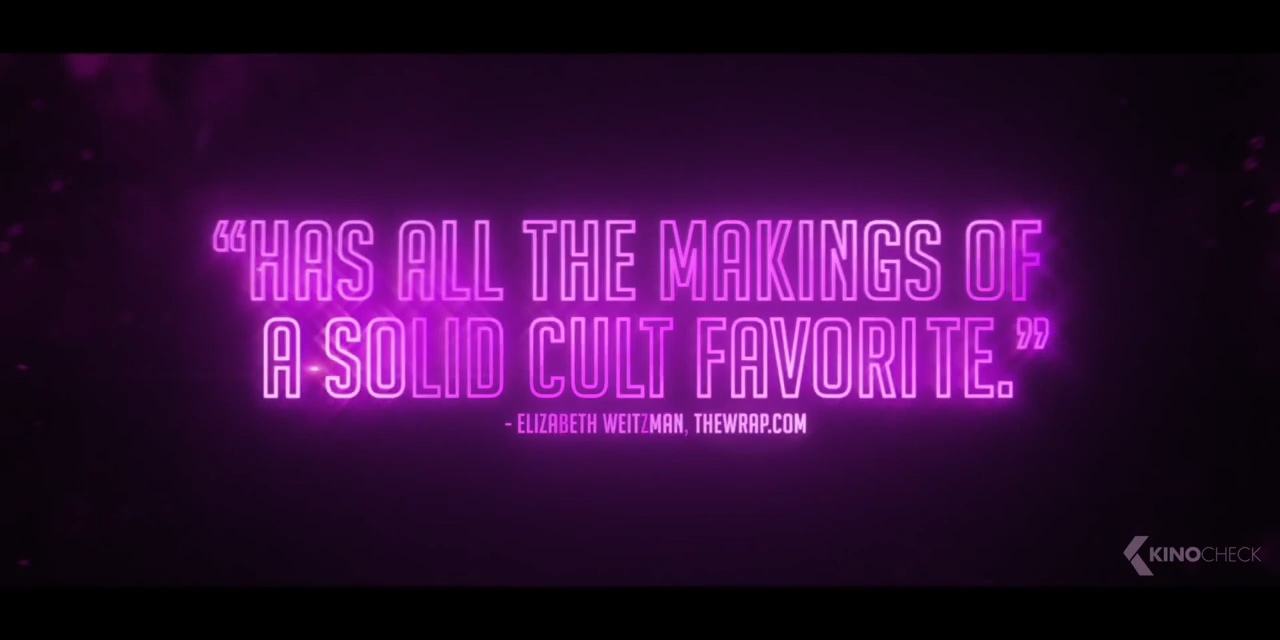 “HAS ALL THE MAKINGS OF
A SOLID CULT FAVORITE.”
- ELIZABETH WEITZMAN, THEWRAP.COM
KINOCHECK